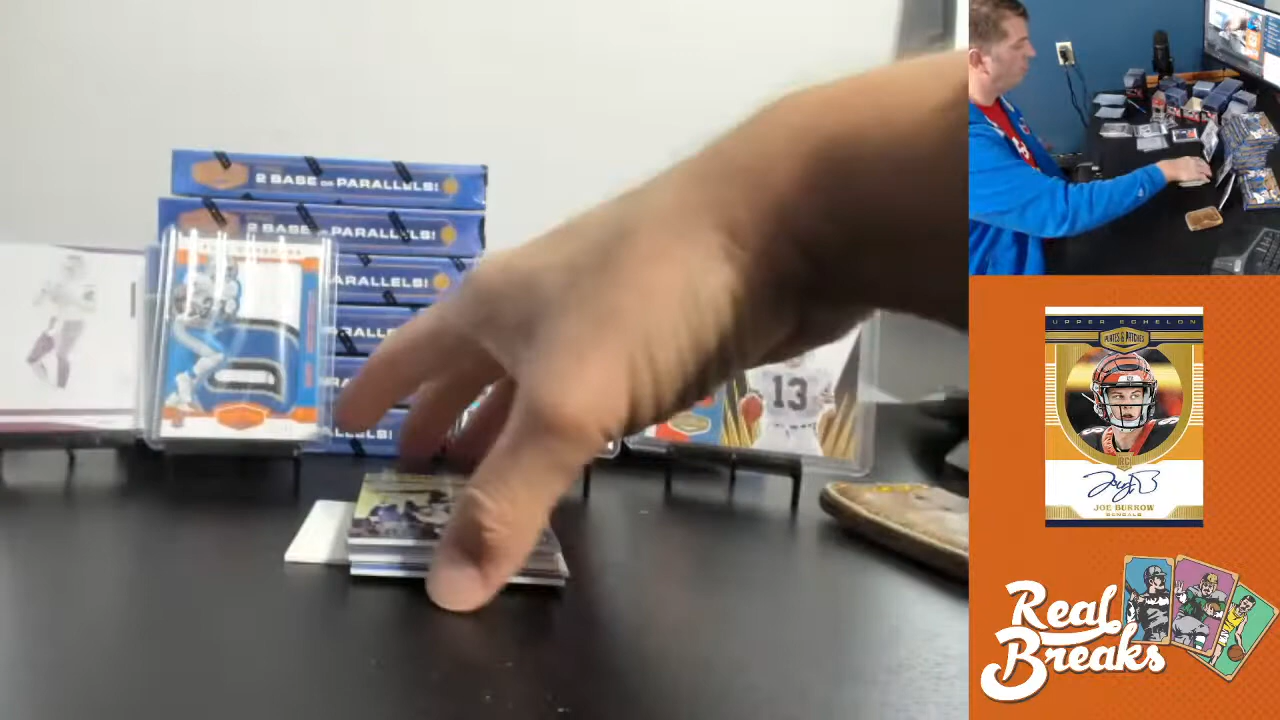 2 BASE OR PARALLELS!
2 BASE OR PARALLELS!
PARALLELS!
PARALLE
13
UPPER ECHELON
PLATES & PATCHES
RC
JOE BURROW
BENGALS
Real
Breaks